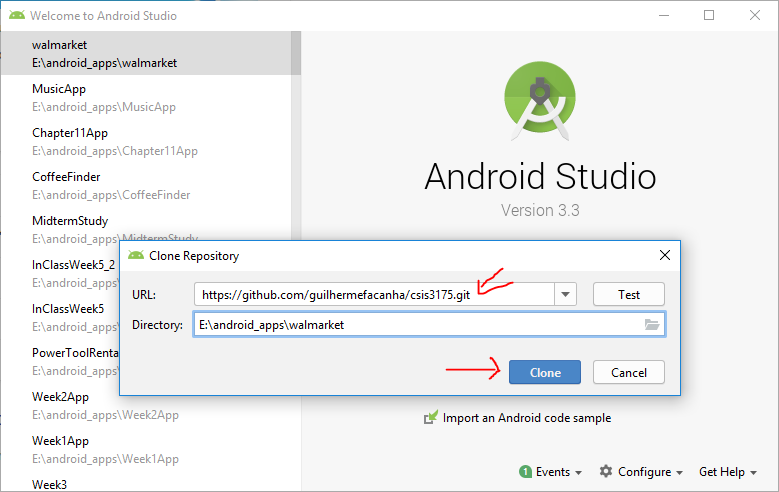 Welcome to Android Studio
walmarket
E:\android_apps\walmarket
MusicApp
E:\android_apps\MusicApp
Chapter11App
E:\android_apps\Chapter11App
CoffeeFinder
E:\android_apps\CoffeeFinder
MidtermStudy
E:\android_apps\MidtermStudy
InClassWeek5_2
InClassWeek5
PowerToolRenta
Week2App
E:\android_apps\Week2App
Week1App
E:\android_apps\Week1App
Week3
Android Studio
Version 3.3
Clone Repository
URL: https://github.com/guilhermefacanha/csis3175.git Test
Directory: E:\android_apps\walmarket
Clone Cancel
Import an Android code sample
1 Events Configure Get Help